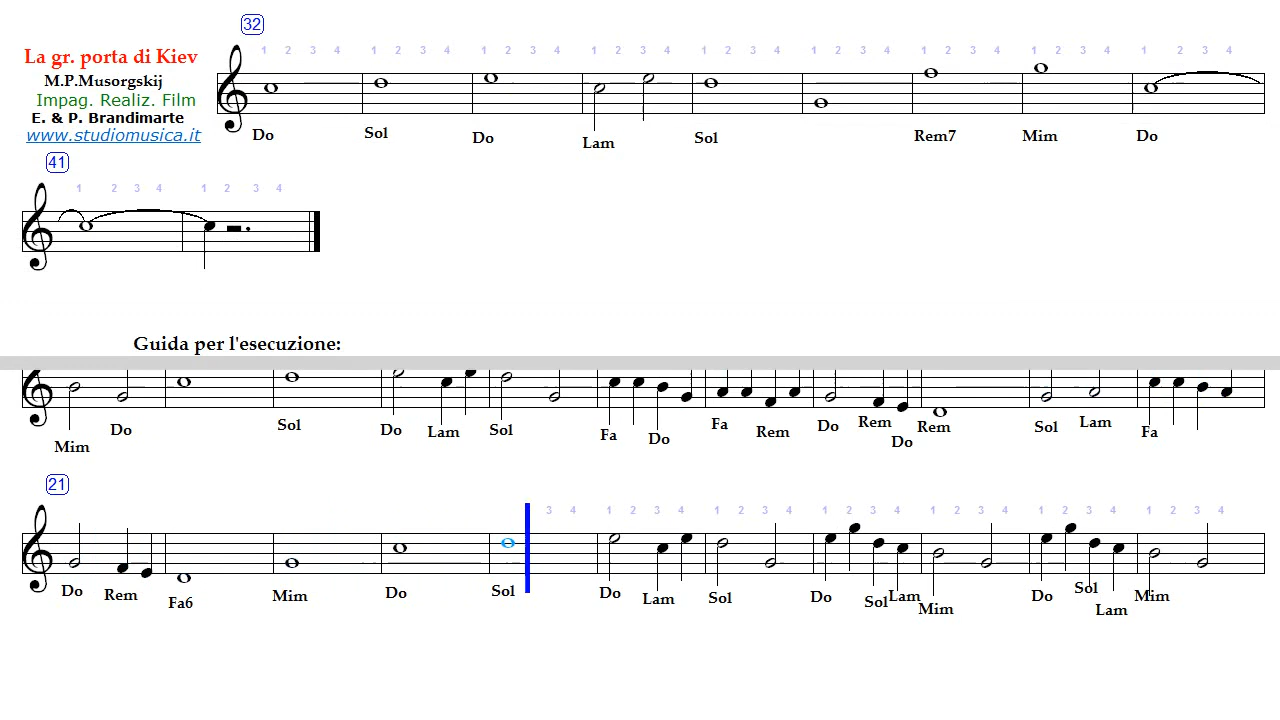 32
1 2 3 4 1 2 3 4 1 2 3 4 1 2 3 4 1 2 3 4 1 2 3 4 1 2 3 4 1 2 3 4 1 2 3 4
La gr. porta di Kiev
M.P.Musorgskij
Impag. Realiz. Film
E. & P. Brandimarte
www.studiomusica.it
Do Sol Do Lam Sol Rem7 Mim Do
41
1 2 3 4 1 2 3 4
Guida per l'esecuzione:
Mim Do Sol Do Lam Sol Fa Do Fa Rem Do Rem Do Rem Sol Lam Fa
21
3 4 1 2 3 4 1 2 3 4 1 2 3 4 1 2 3 4 1 2 3 4 1 2 3 4
Do Rem Fa6 Mim Do Sol Do Lam Sol Do Sol Lam Mim Do Sol Lam Mim